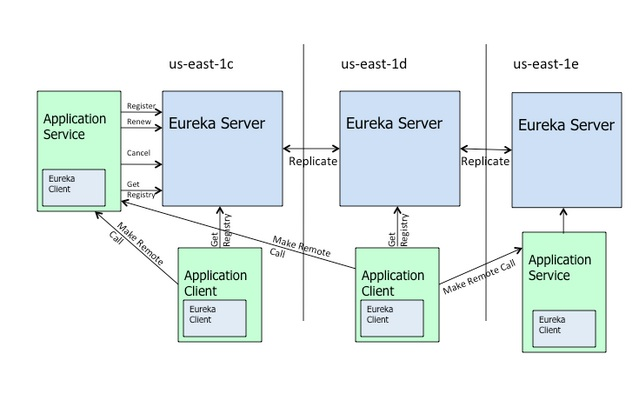 us-east-1c
us-east-1d
us-east-1e
Application
Service
Eureka
Client
Register
Renew
Cancel
Get
Registry
Eureka Server
Replicate
Eureka Server
Replicate
Eureka Server
Make Remote
Call
Get
Registry
Make Remote
Call
Get
Registry
Make Remote Call
Application
Client
Eureka
Client
Application
Client
Eureka
Client
Application
Service
Eureka
Client